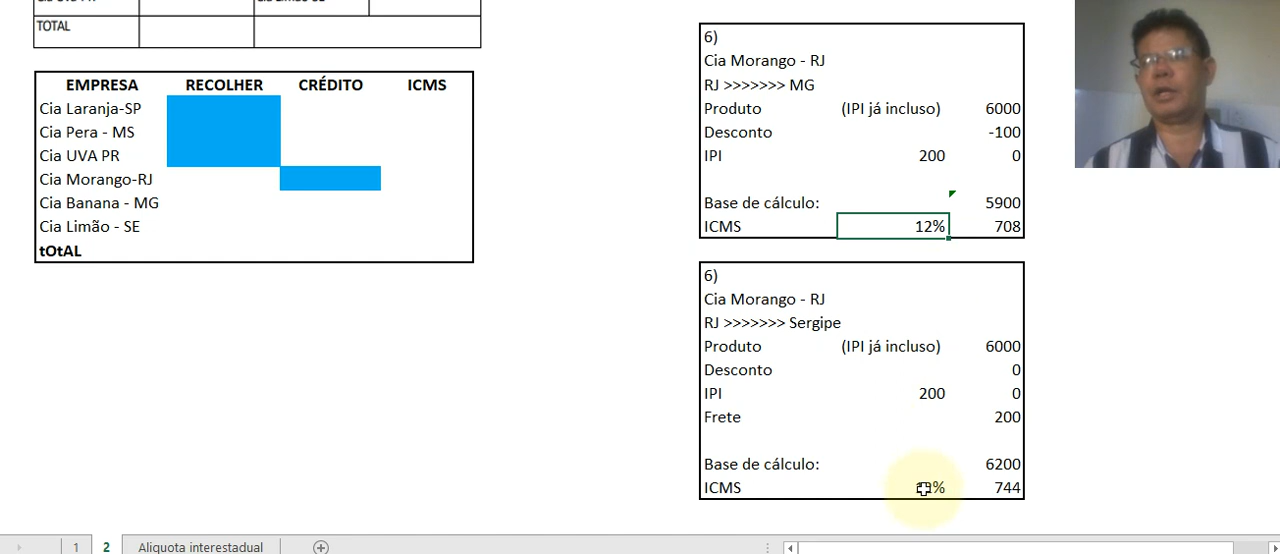 TOTAL
EMPRESA RECOLHER CRÉDITO ICMS
Cia Laranja-SP
Cia Pera - MS
Cia UVA PR
Cia Morango-RJ
Cia Banana - MG
Cia Limão - SE
tOtAL
6)
Cia Morango - RJ
RJ >>>>>>> MG
Produto (IPI já incluso) 6000
Desconto -100
IPI 200 0
Base de cálculo: 5900
ICMS 12% 708
6)
Cia Morango - RJ
RJ >>>>>>> Sergipe
Produto (IPI já incluso) 6000
Desconto 0
IPI 200 0
Frete 200
Base de cálculo: 6200
ICMS 744
1 2 Aliquota interestadual